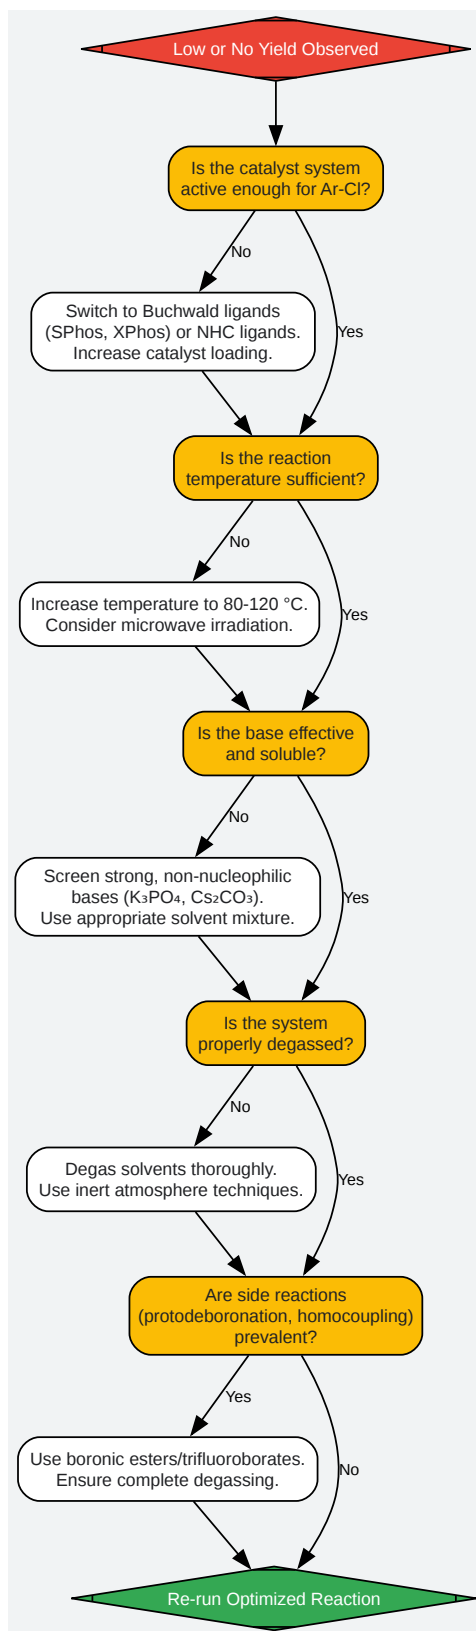 Low or No Yield Observed
Is the catalyst system
active enough for Ar-Cl?
No
Switch to Buchwald ligands
(SPhos, XPhos) or NHC ligands.
Increase catalyst loading.
Yes
Is the reaction
temperature sufficient?
No
Increase temperature to 80-120 °C.
Consider microwave irradiation.
Yes
Is the base effective
and soluble?
No
Screen strong, non-nucleophilic
bases (K₃PO₄, Cs₂CO₃).
Use appropriate solvent mixture.
Yes
Is the system
properly degassed?
No
Degas solvents thoroughly.
Use inert atmosphere techniques.
Yes
Are side reactions
(protodeboronation, homocoupling)
prevalent?
Yes
Use boronic esters/trifluoroborates.
Ensure complete degassing.
No
Re-run Optimized Reaction